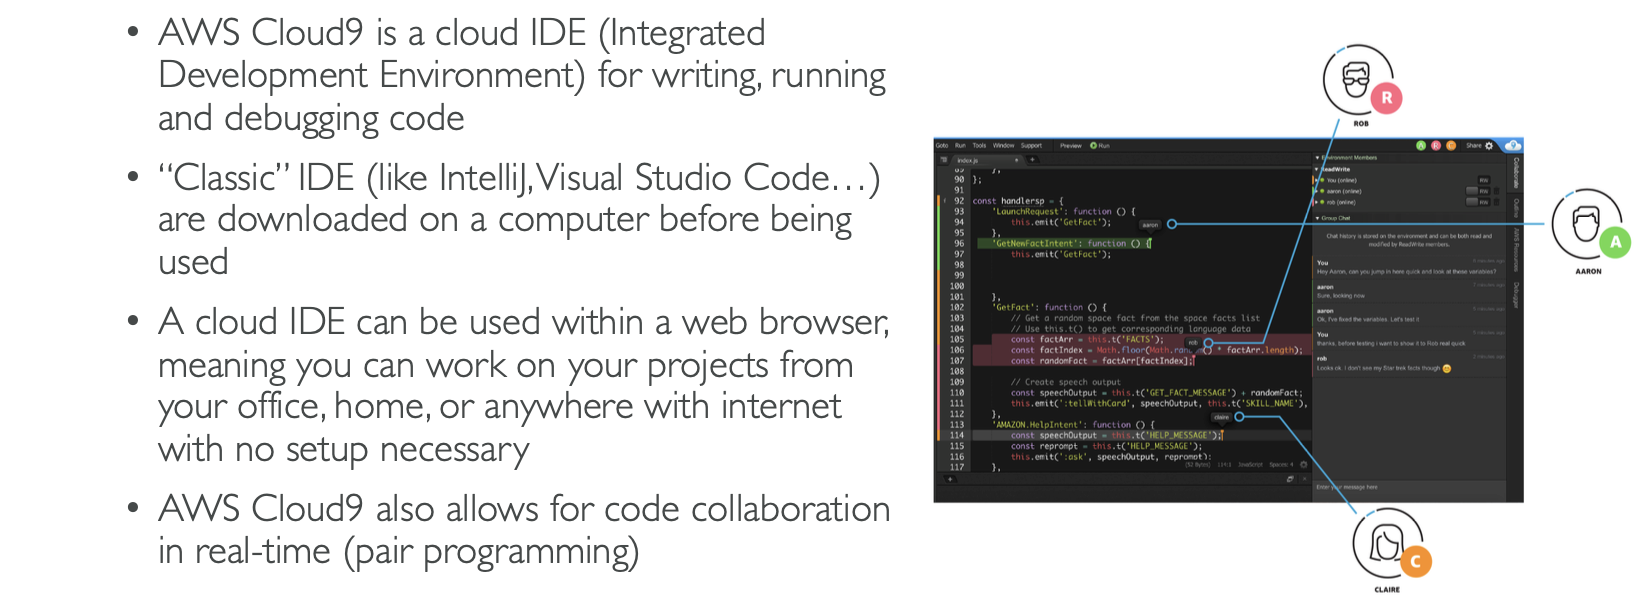 • AWS Cloud9 is a cloud IDE (Integrated
Development Environment) for writing, running
and debugging code
• “Classic” IDE (like IntelliJ, Visual Studio Code…)
are downloaded on a computer before being
used
• A cloud IDE can be used within a web browser,
meaning you can work on your projects from
your office, home, or anywhere with internet
with no setup necessary
• AWS Cloud9 also allows for code collaboration
in real-time (pair programming)
R
ROB
A
AARON
C
CLAIRE
Goto Run Tools Window Support Preview Run
A R C Share
index.js
89 },
90 };
91
92 const handlersp = {
93 'LaunchRequest': function () {
94 this.emit('GetFact');
95 },
96 'GetNewFactIntent': function () {
97 this.emit('GetFact');
98
99
100
101 },
102 'GetFact': function () {
103 // Get a random space fact from the space facts list
104 // Use this.t() to get corresponding language data
105 const factArr = this.t('FACTS');
106 const factIndex = Math.floor(Math.ran () * factArr.length);
107 const randomFact = factArr[factIndex];
108
109 // Create speech output
110 const speechOutput = this.t('GET_FACT_MESSAGE') + randomFact;
111 this.emit(':tellWithCard', speechOutput, this.t('SKILL_NAME'),
112 },
113 'AMAZON.HelpIntent': function () {
114 const speechOutput = this.t('HELP_MESSAGE');
115 const reprompt = this.t('HELP_MESSAGE');
116 this.emit(':ask', speechOutput, reprompt);
117 },
aaron
rob
claire
(52 Bytes) 114:1 JavaScript Spaces: 4
Environment Members
ReadWrite
You (online) RW
aaron (online) RW
rob (online) RW
Group Chat
Chat history is stored on the environment and can be both read and
modified by ReadWrite members.
You
Hey Aaron, can you jump in here quick and look at these variables?
aaron
Sure, looking now
aaron
Ok, I've fixed the variables. Let's test it
You
thanks, before testing i want to show it to Rob real quick
rob
Looks ok. I don't see my Star trek facts though
Enter your message here
Collaborate
Outline
AWS Resources
Debugger